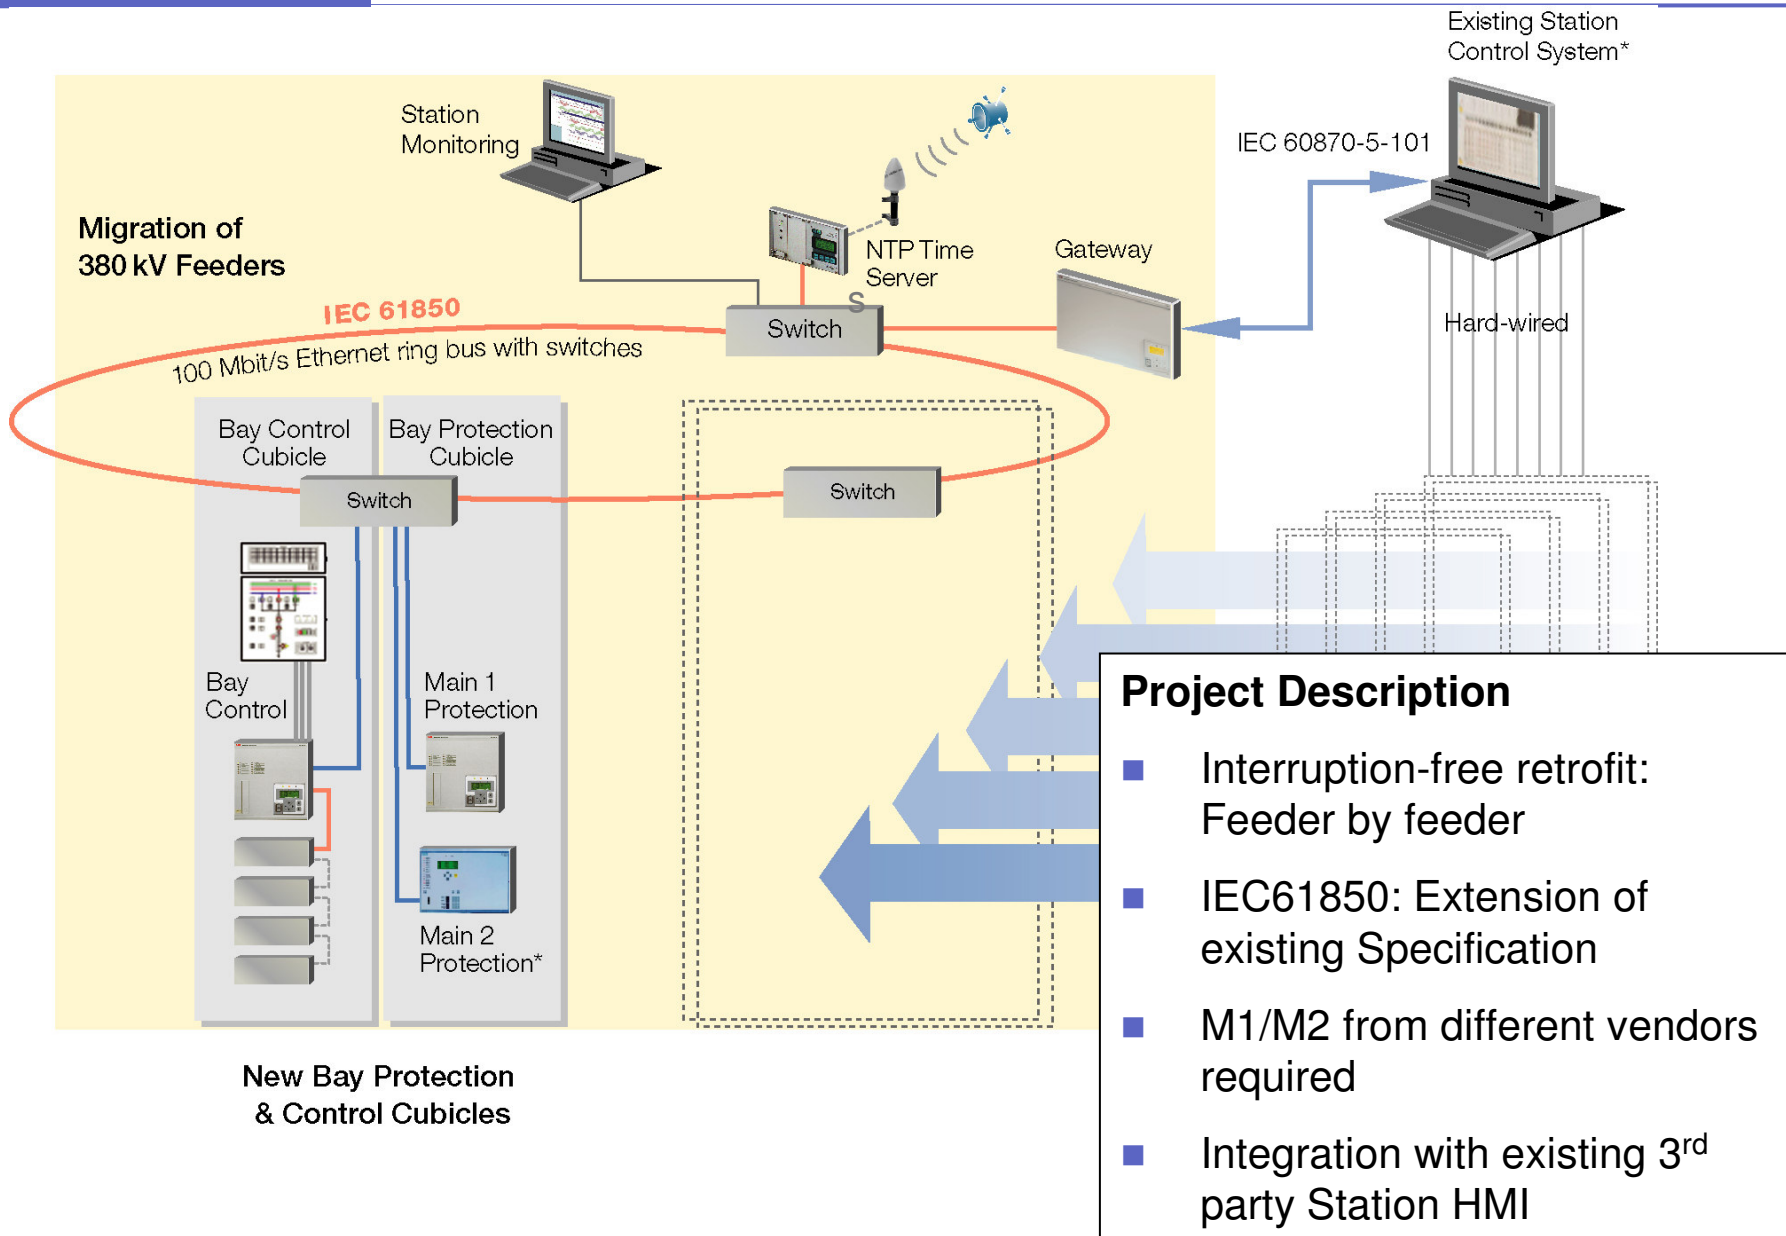 Existing Station
Control System*
Station
Monitoring
IEC 60870-5-101
Migration of
380 kV Feeders
NTP Time
Server
S
Gateway
IEC 61850
Switch
Hard-wired
100 Mbit/s Ethernet ring bus with switches
Bay Control
Cubicle
Bay Protection
Cubicle
Switch
Switch
Bay
Control
Main 1
Protection
Main 2
Protection*
New Bay Protection
& Control Cubicles
Project Description
Interruption-free retrofit:
Feeder by feeder
IEC61850: Extension of
existing Specification
M1/M2 from different vendors
required
Integration with existing 3rd
party Station HMI